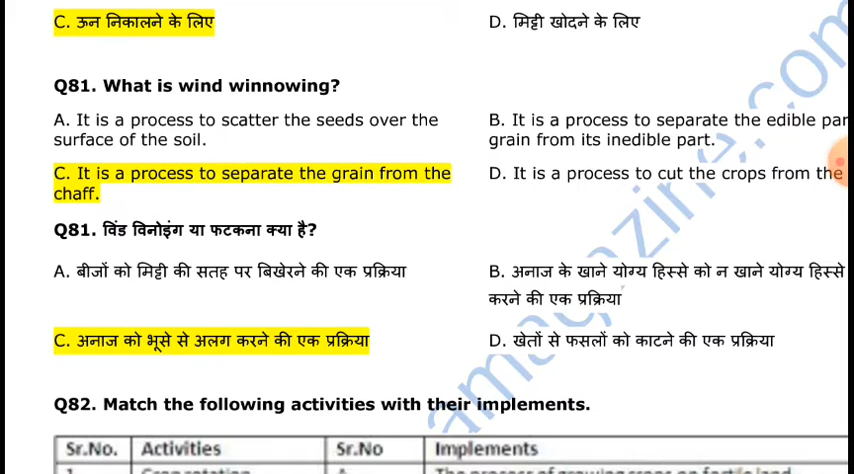 C. ऊन निकालने के लिए D. मिट्टी खोदने के लिए
Q81. What is wind winnowing?
A. It is a process to scatter the seeds over the surface of the soil.
B. It is a process to separate the edible par
grain from its inedible part.
C. It is a process to separate the grain from the chaff.
D. It is a process to cut the crops from the
Q81. विंड विनोइंग या फटकना क्या है?
A. बीजों को मिट्टी की सतह पर बिखेरने की एक प्रक्रिया
B. अनाज के खाने योग्य हिस्से को न खाने योग्य हिस्से
करने की एक प्रक्रिया
C. अनाज को भूसे से अलग करने की एक प्रक्रिया
D. खेतों से फसलों को काटने की एक प्रक्रिया
Q82. Match the following activities with their implements.
Sr.No. Activities Sr.No Implements